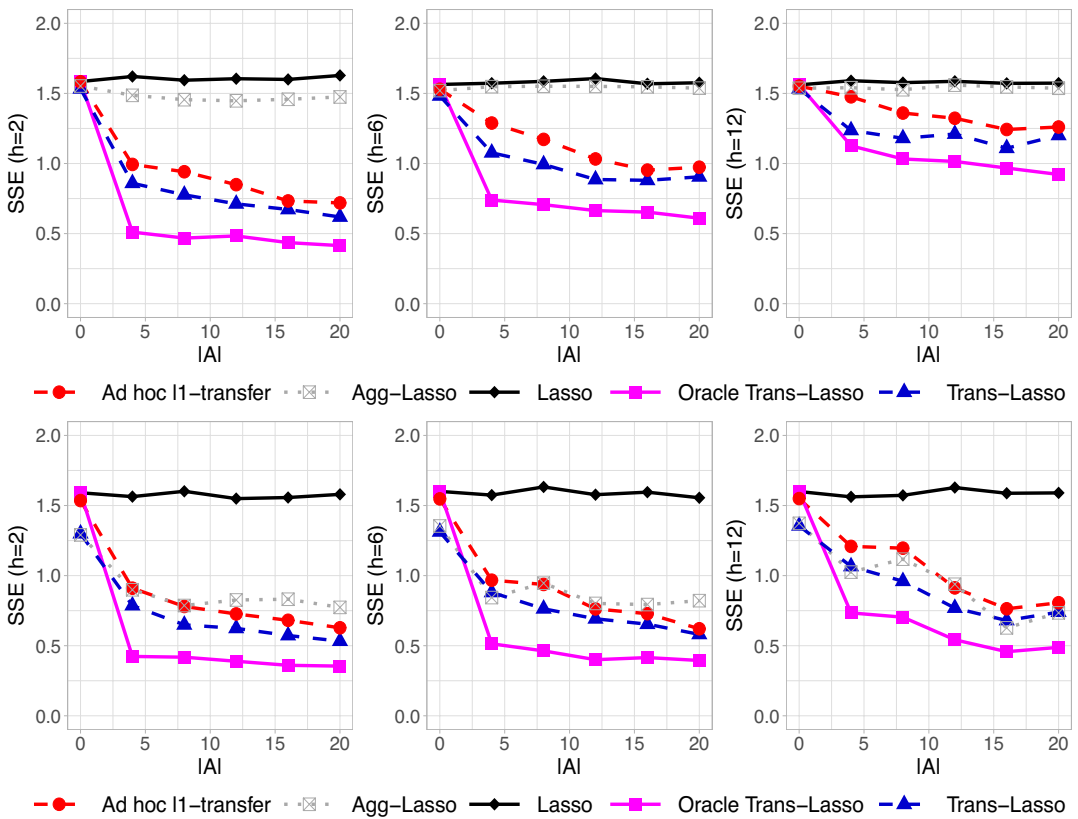 2.0 2.0 2.0
1.5 1.5 1.5
1.0 1.0 1.0
0.5 0.5 0.5
0.0 0.0 0.0
SSE (h=2) SSE (h=6) SSE (h=12)
0 5 10 15 20 0 5 10 15 20 0 5 10 15 20
|A| |A| |A|
Ad hoc l1−transfer Agg−Lasso Lasso Oracle Trans−Lasso Trans−Lasso
2.0 2.0 2.0
1.5 1.5 1.5
1.0 1.0 1.0
0.5 0.5 0.5
0.0 0.0 0.0
SSE (h=2) SSE (h=6) SSE (h=12)
0 5 10 15 20 0 5 10 15 20 0 5 10 15 20
|A| |A| |A|
Ad hoc l1−transfer Agg−Lasso Lasso Oracle Trans−Lasso Trans−Lasso